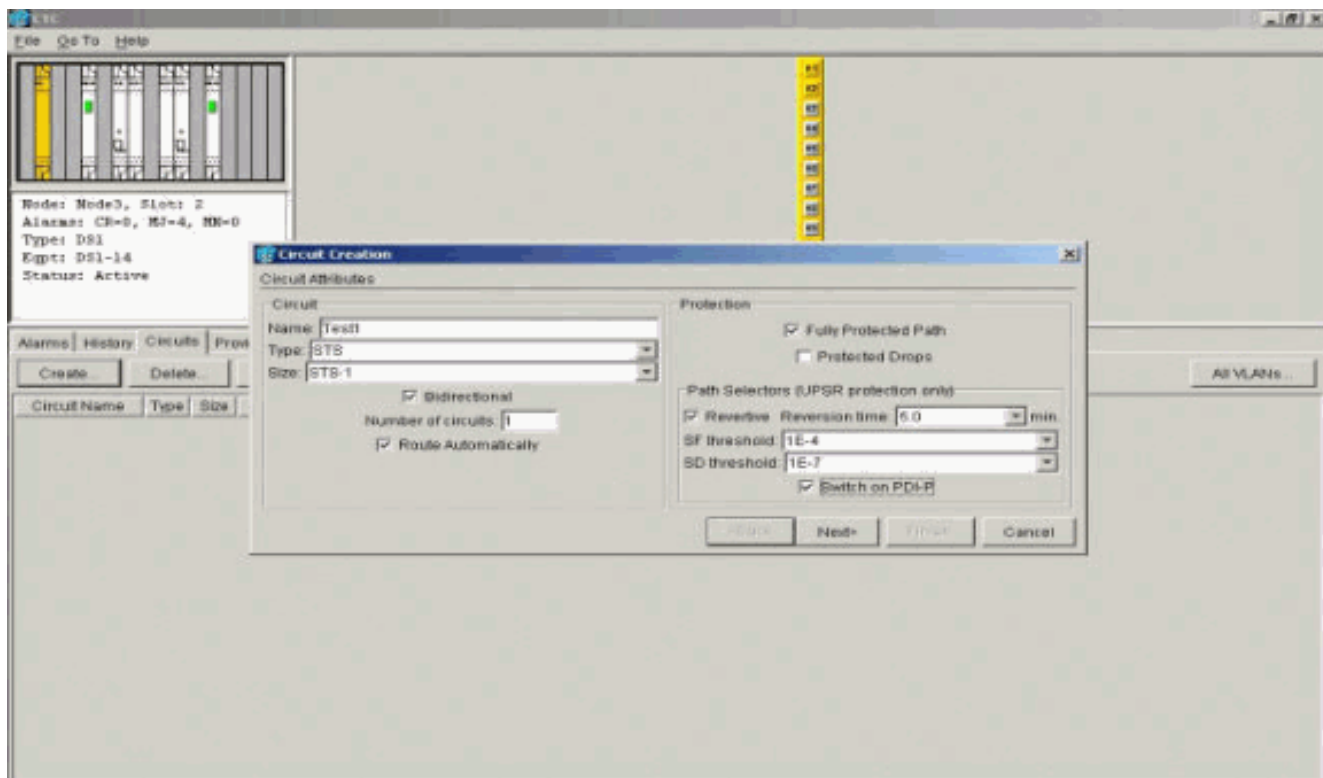 CTC
File Go To Help
Node: Node3, Slot: 2
Alarms: CR=0, MJ=4, MN=0
Type: DS1
Eqpt: DS1-14
Status: Active
Circuit Creation
Circuit Attributes
Circuit
Name: Test1
Type: STS
Size: STS-1
Bidirectional
Number of circuits: 1
Route Automatically
Protection
Fully Protected Path
Protected Drops
Path Selectors (UPSR protection only)
Revertive Reversion time: 5.0 min.
SF threshold: 1E-4
SD threshold: 1E-7
Switch on PDI-P
Next> Cancel
Alarms History Circuits Provi
Create... Delete... All VLANs...
Circuit Name Type Size